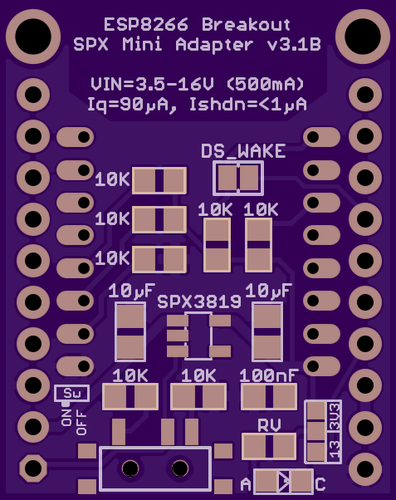 ESP8266 Breakout
SPX Mini Adapter v3.1B
VIN=3.5-16V (500mA)
Iq=90µA, Ishdn=<1µA
DS_WAKE
10K
10K
10K 10K
10K
10µF SPX3819 10µF
10K 10K 100nF
Sw
ON
OFF
RV
13 3V3
A C